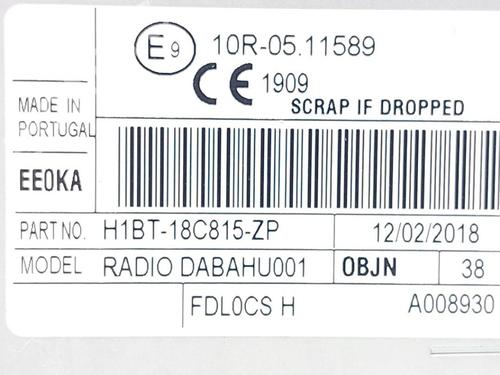 E9 10R-05.11589
CE 1909
SCRAP IF DROPPED
MADE IN
PORTUGAL
EE0KA
PART NO. H1BT-18C815-ZP 12/02/2018
MODEL RADIO DABAHU001 OBJN 38
FDL0CS H A008930